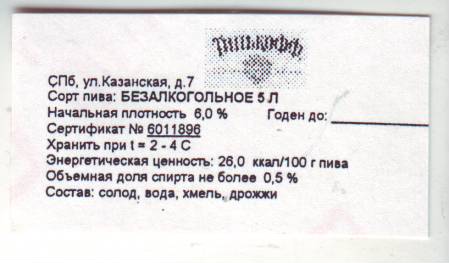 ТИНЬКОФФ
СПб, ул.Казанская, д.7
Сорт пива: БЕЗАЛКОГОЛЬНОЕ 5 Л
Начальная плотность 6,0 % Годен до:
Сертификат № 6011896
Хранить при t = 2 - 4 С
Энергетическая ценность: 26,0 ккал/100 г пива
Объемная доля спирта не более 0,5 %
Состав: солод, вода, хмель, дрожжи